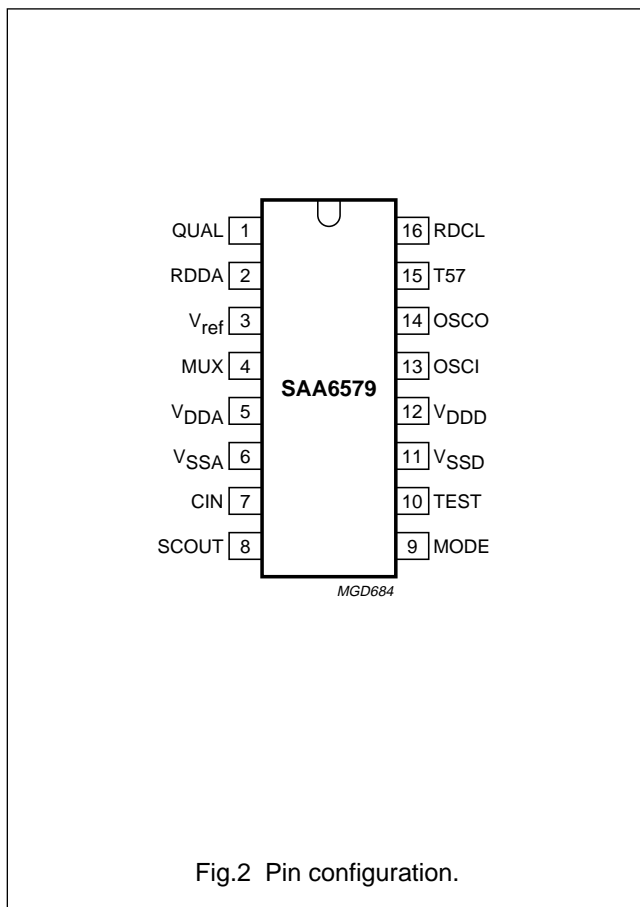 QUAL 1 16 RDCL
RDDA 2 15 T57
Vref 3 14 OSCO
MUX 4 13 OSCI
SAA6579
VDDA 5 12 VDDD
VSSA 6 11 VSSD
CIN 7 10 TEST
SCOUT 8 9 MODE
MGD684
Fig.2 Pin configuration.